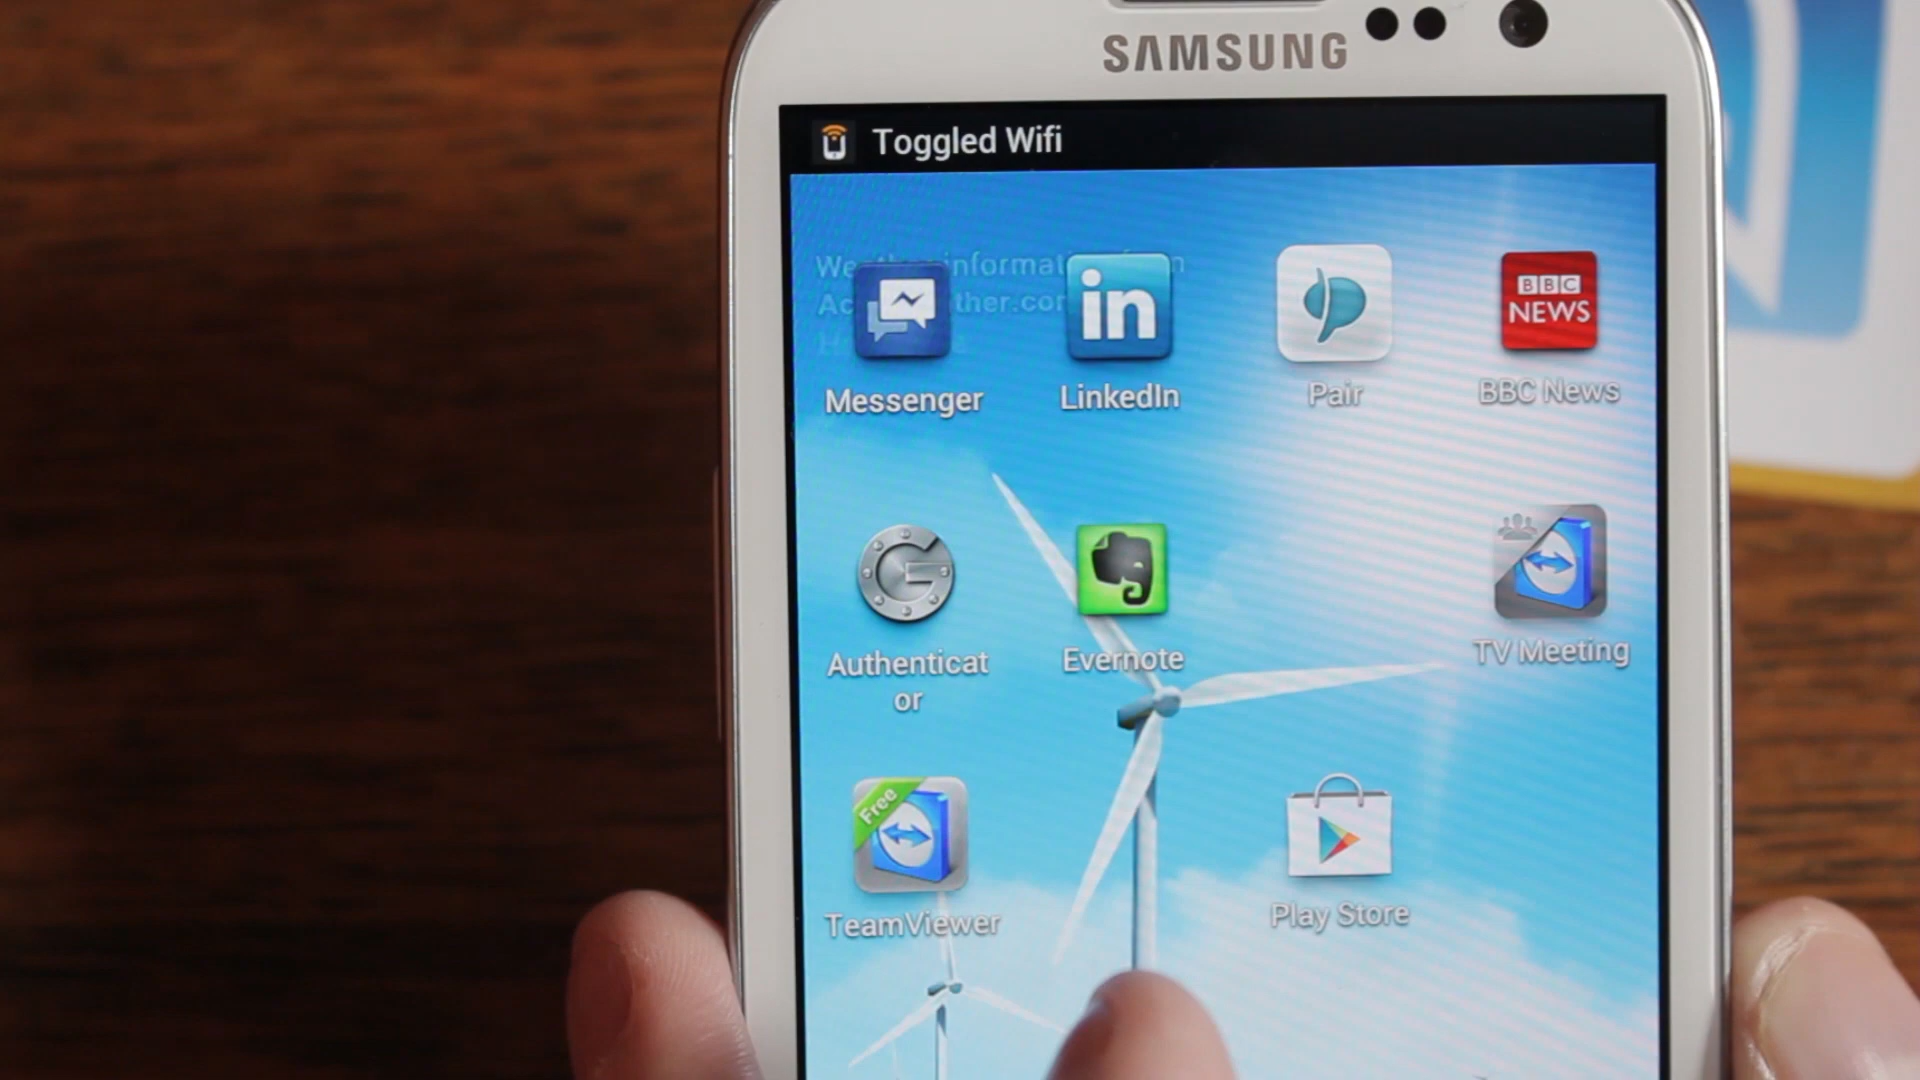 SAMSUNG
Toggled Wifi
BBC
NEWS
in
Messenger
LinkedIn
Pair
BBC News
Authenticat
or
Evernote
TV Meeting
Free
TeamViewer
Play Store